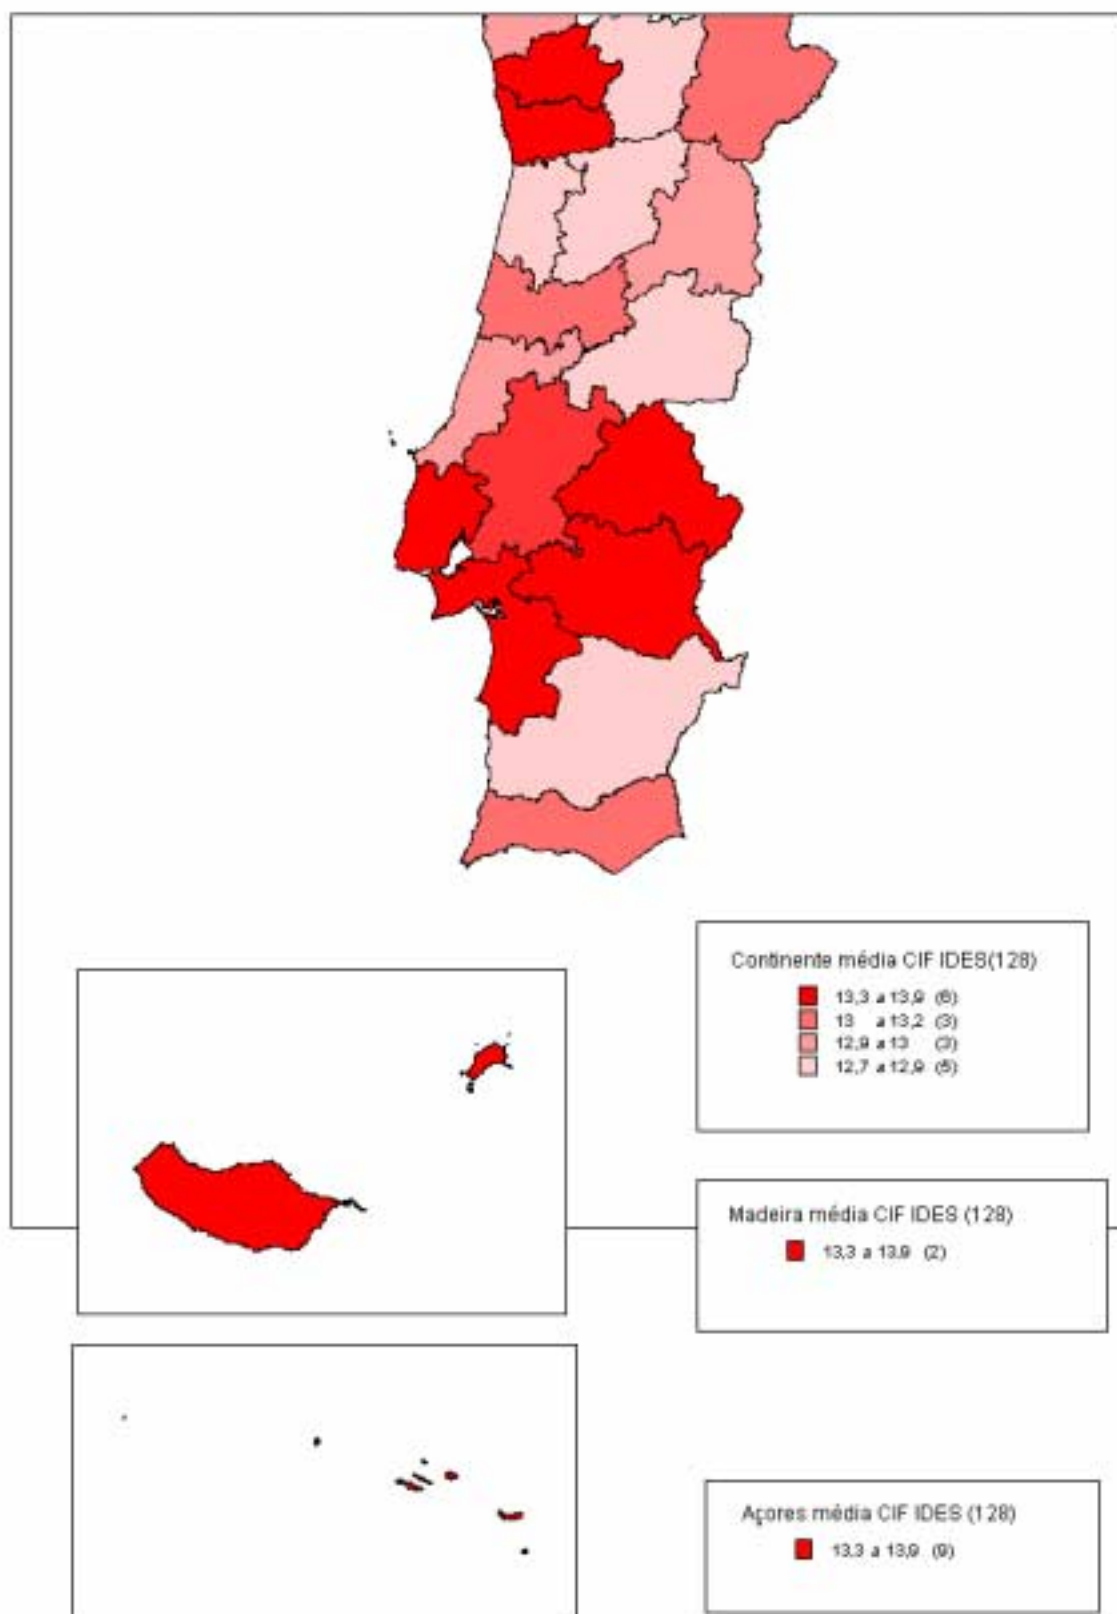 Continente média CIF IDES(128)
13,3 a 13,9 (6)
13 a 13,2 (3)
12,9 a 13 (3)
12,7 a 12,9 (5)
Madeira média CIF IDES (128)
13,3 a 13,9 (2)
Açores média CIF IDES (128)
13,3 a 13,9 (9)